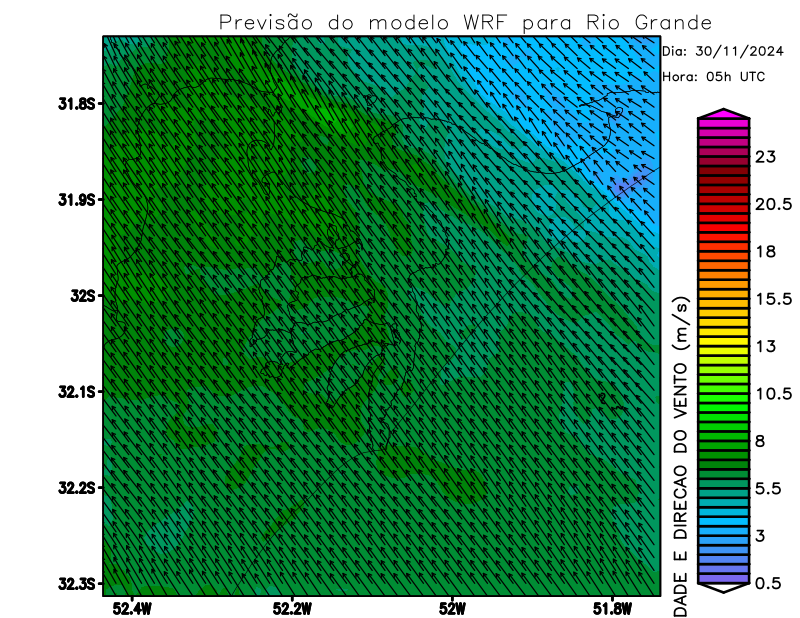 Previsão do modelo WRF para Rio Grande
Dia: 30/11/2024
Hora: 05h UTC
31.8S
31.9S
32S
32.1S
32.2S
32.3S
52.4W
52.2W
52W
51.8W
23
20.5
18
15.5
13
10.5
8
5.5
3
0.5
DADE E DIRECAO DO VENTO (m/s)